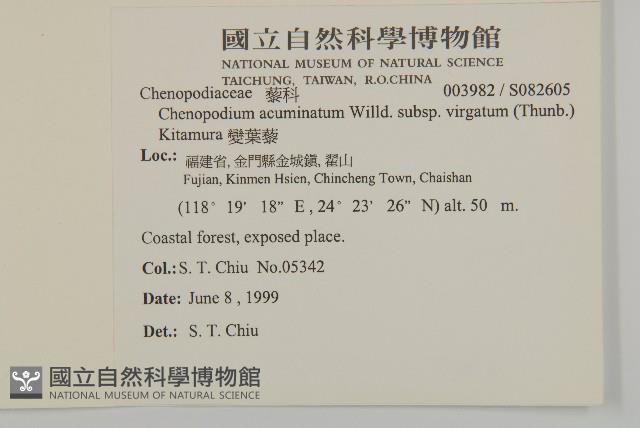 國立自然科學博物館
NATIONAL MUSEUM OF NATURAL SCIENCE
TAICHUNG, TAIWAN, R.O.CHINA
Chenopodiaceae 藜科 003982 / S082605
Chenopodium acuminatum Willd. subsp. virgatum (Thunb.)
Kitamura 變葉藜
Loc.: 福建省, 金門縣金城鎮, 翟山
Fujian, Kinmen Hsien, Chincheng Town, Chaishan
(118° 19' 18" E , 24° 23' 26" N) alt. 50 m.
Coastal forest, exposed place.
Col.: S. T. Chiu No.05342
Date: June 8 , 1999
Det.: S. T. Chiu
國立自然科學博物館
NATIONAL MUSEUM OF NATURAL SCIENCE